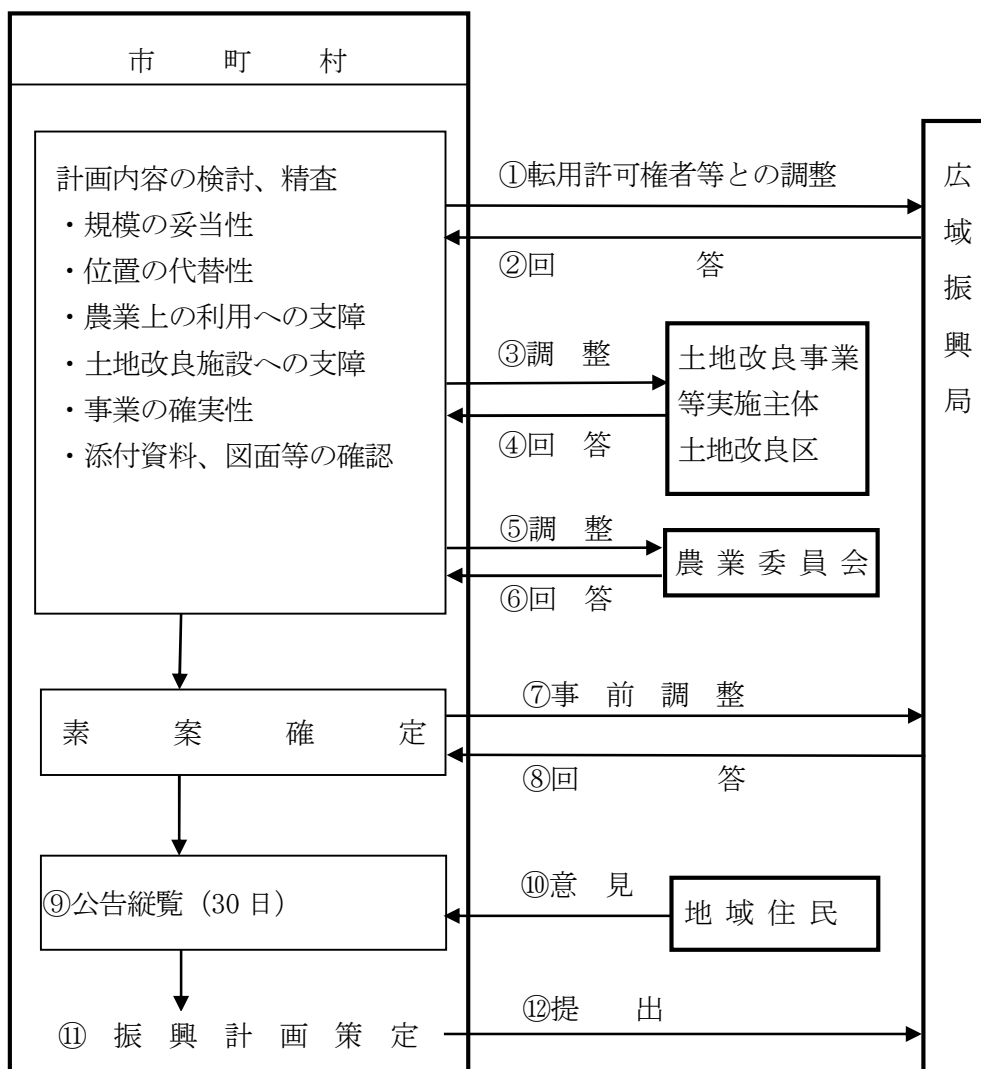 市町村
計画内容の検討、精査
・規模の妥当性
・位置の代替性
・農業上の利用への支障
・土地改良施設への支障
・事業の確実性
・添付資料、図面等の確認
①転用許可権者等との調整
②回答
③調整
④回答
土地改良事業
等実施主体
土地改良区
⑤調整
⑥回答
農業委員会
広域振興局
素案確定
⑦事前調整
⑧回答
⑨公告縦覧（30日）
⑩意見
地域住民
⑪振興計画策定
⑫提出